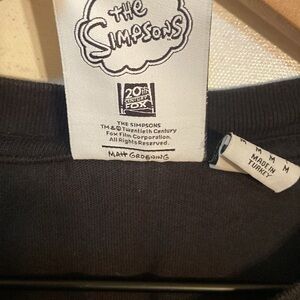 THE
SIMPSONS
20th
CENTURY
FOX
THE SIMPSONS
TM & © Twentieth Century
Fox Film Corporation.
All Rights Reserved.
MATT GROENING
M M M M
MADE IN
TURKEY